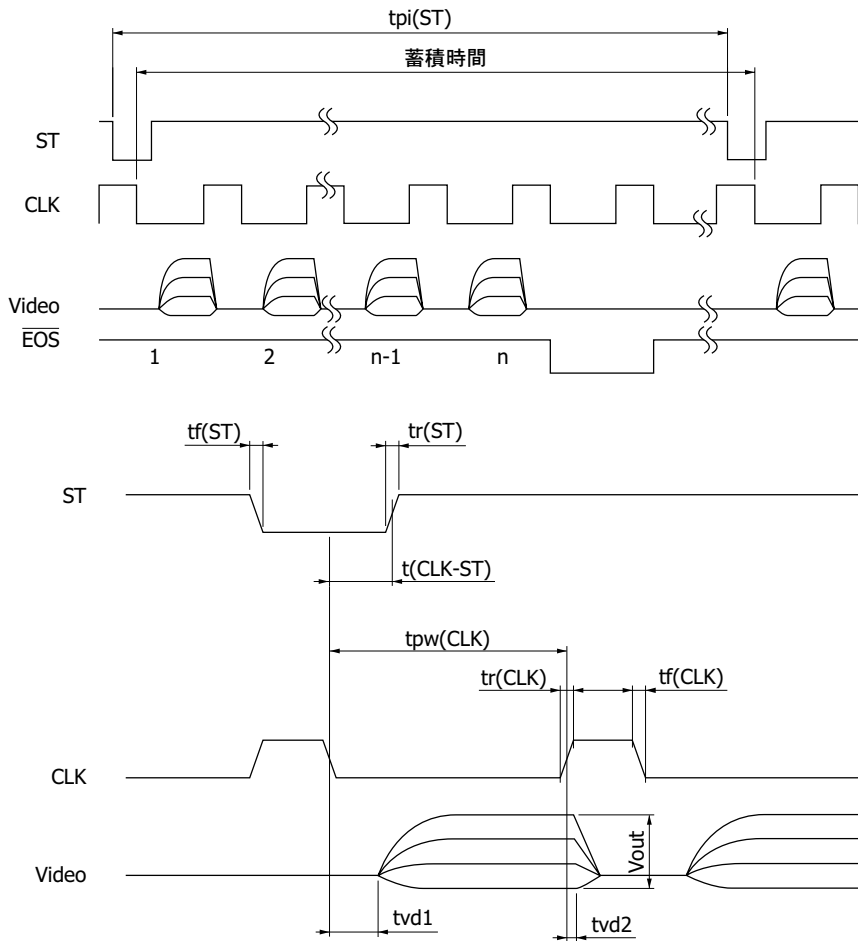 tpi(ST)
蓄積時間
ST
CLK
Video
EOS
1 2 n-1 n
tf(ST) tr(ST)
ST
t(CLK-ST)
tpw(CLK)
tr(CLK) tf(CLK)
CLK
Vout
Video
tvd1 tvd2